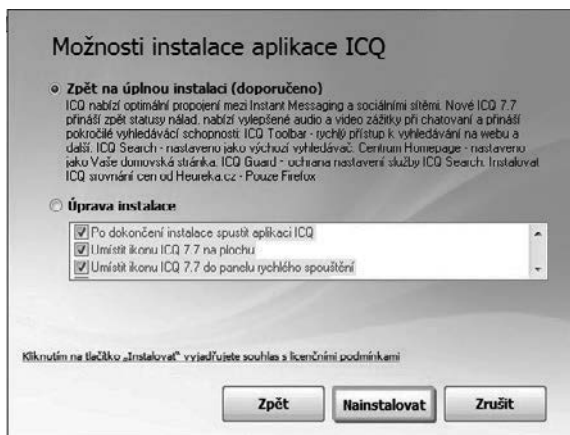 Možnosti instalace aplikace ICQ
Zpět na úplnou instalaci (doporučeno)
ICQ nabízí optimální propojení mezi Instant Messaging a sociálními sítěmi. Nové ICQ 7.7
přináší zpět statusy nálad, nabízí vylepšené audio a video zážitky při chatování a přináší
pokročilé vyhledávácí schopnosti: ICQ Toolbar - rychlý přístup k vyhledávání na webu a
další. ICQ Search - nastaveno jako výchozí vyhledávač. Centrum Homepage - nastaveno
jako Vaše domovská stránka. ICQ Guard - ochrana nastavení služby ICQ Search. Instalovat
ICQ srovnání cen od Heureka.cz - Pouze Firefox
Úprava instalace
Po dokončení instalace spustit aplikaci ICQ
Umístit ikonu ICQ 7.7 na plochu
Umístit ikonu ICQ 7.7 do panelu rychlého spouštění
Kliknutím na tlačítko „Instalovat“ vyjadřujete souhlas s licenčními podmínkami
Zpět Nainstalovat Zrušit